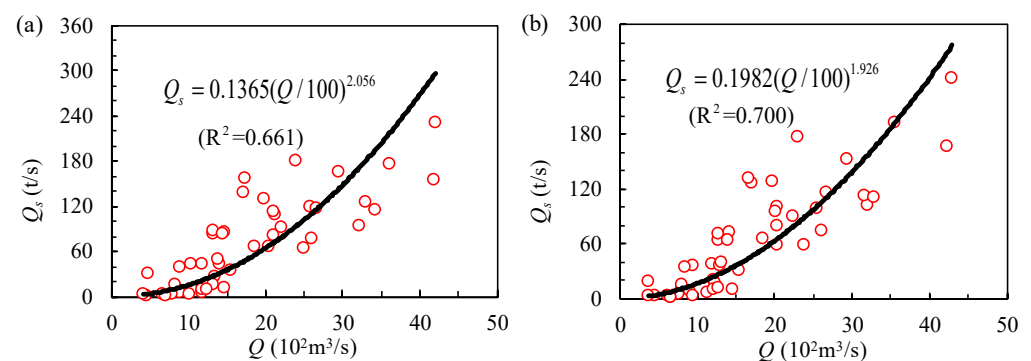 (a)
360
300
240
180
120
60
0
Qₛ (t/s)
Qₛ = 0.1365(Q/100)²·⁰⁵⁶
(R²=0.661)
0 10 20 30 40 50
Q (10²m³/s)
(b)
300
240
180
120
60
0
Qₛ (t/s)
Qₛ = 0.1982(Q/100)¹·⁹²⁶
(R²=0.700)
0 10 20 30 40 50
Q (10²m³/s)